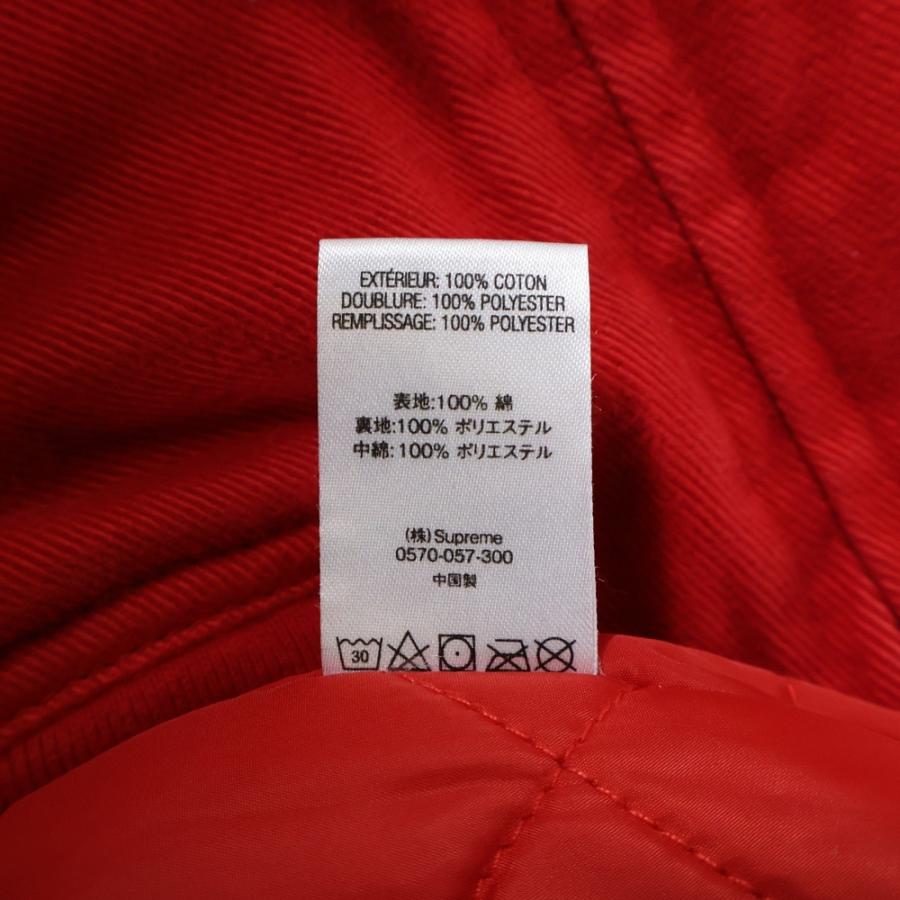 EXTÉRIEUR: 100% COTON
DOUBLURE: 100% POLYESTER
REMPLISSAGE: 100% POLYESTER
表地:100% 綿
裏地:100% ポリエステル
中綿:100% ポリエステル
(株)Supreme
0570-057-300
中国製
30